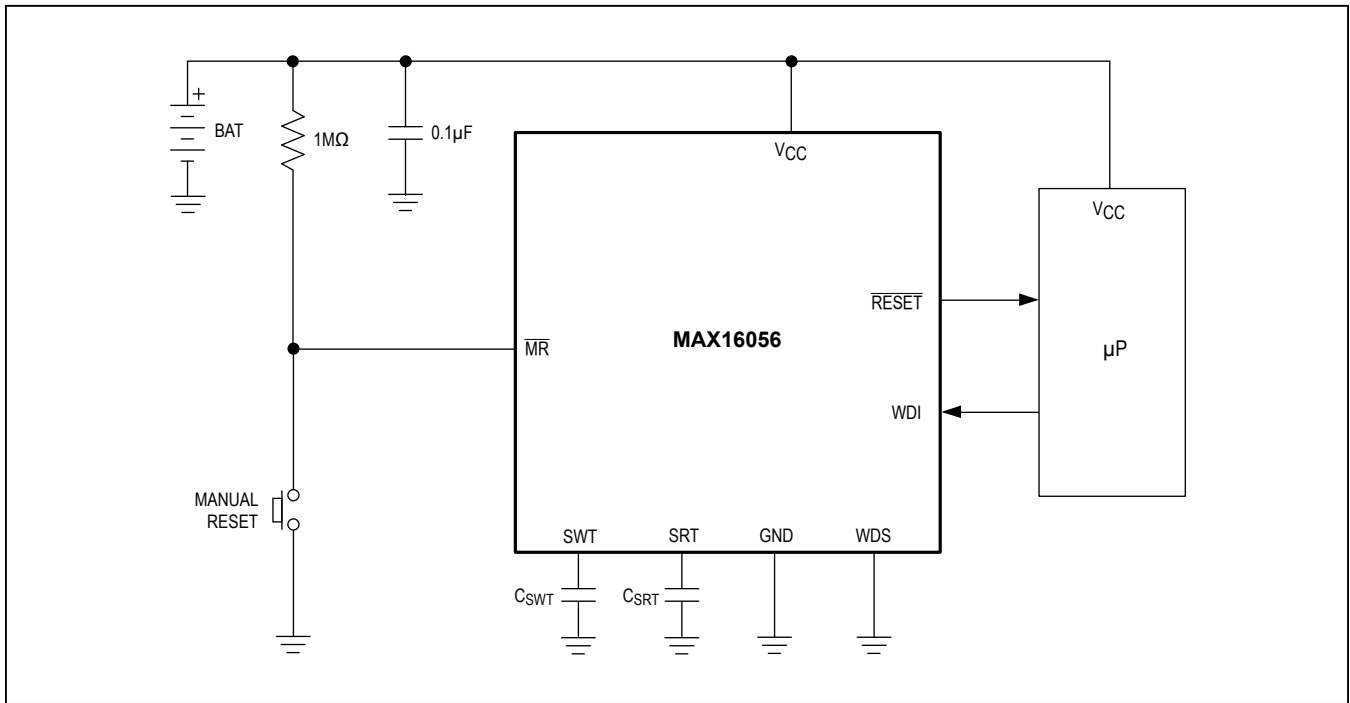 +
BAT
1MΩ
0.1µF
VCC
VCC
RESET
MAX16056
MR
µP
WDI
MANUAL
RESET
SWT
SRT
GND
WDS
CSWT
CSRT